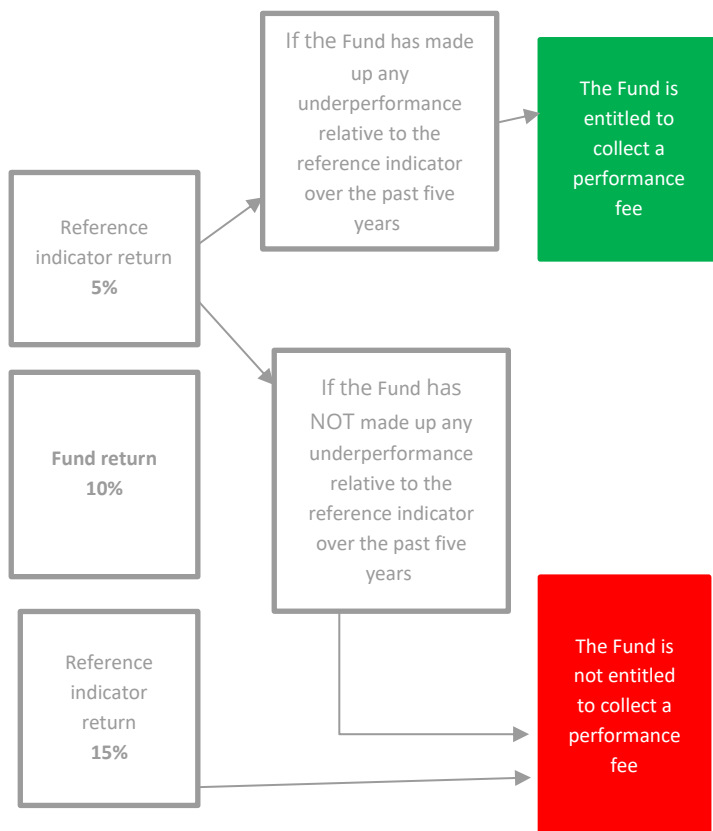 If the Fund has made
up any
underperformance
relative to the
reference indicator
over the past five
years
The Fund is
entitled to
collect a
performance
fee
Reference
indicator return
5%
If the Fund has
NOT made up any
underperformance
relative to the
reference indicator
over the past five
years
Fund return
10%
Reference
indicator
return
15%
The Fund is
not entitled
to collect a
performance
fee